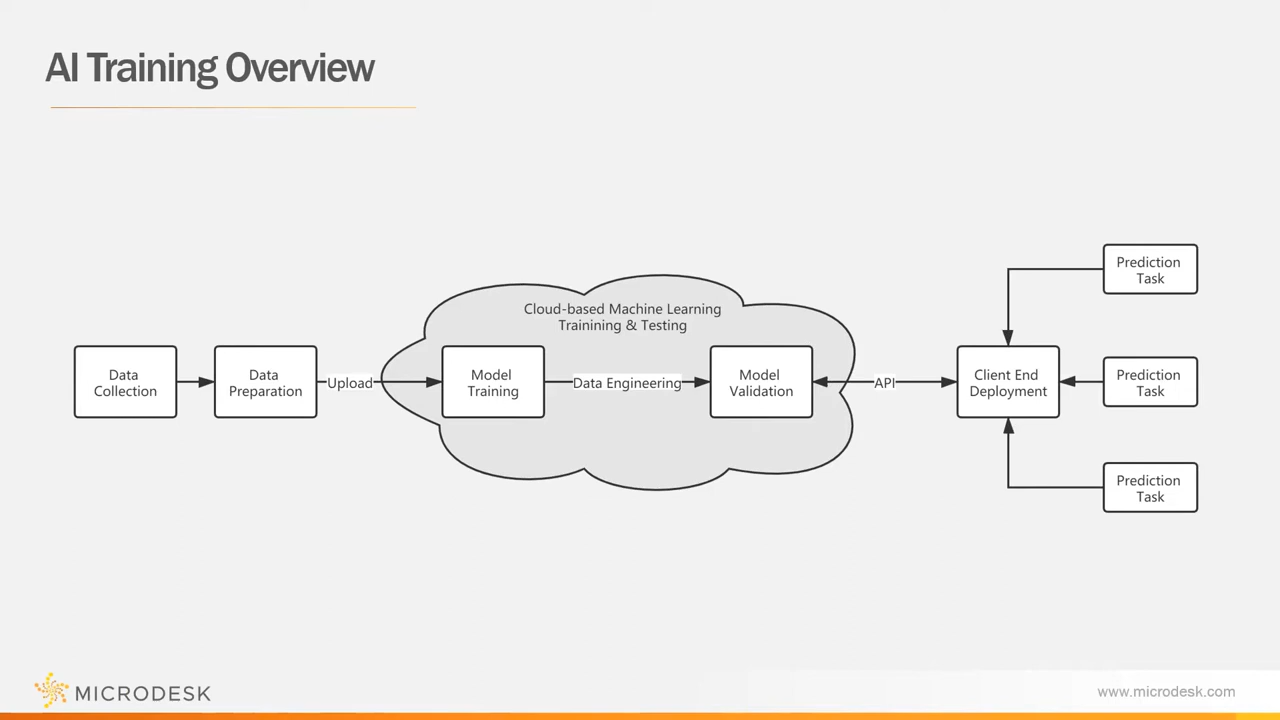 AI Training Overview
Cloud-based Machine Learning
Trainining & Testing
Data
Collection
Data
Preparation
Upload
Model
Training
Data Engineering
Model
Validation
API
Client End
Deployment
Prediction
Task
Prediction
Task
Prediction
Task
MICRODESK
www.microdesk.com